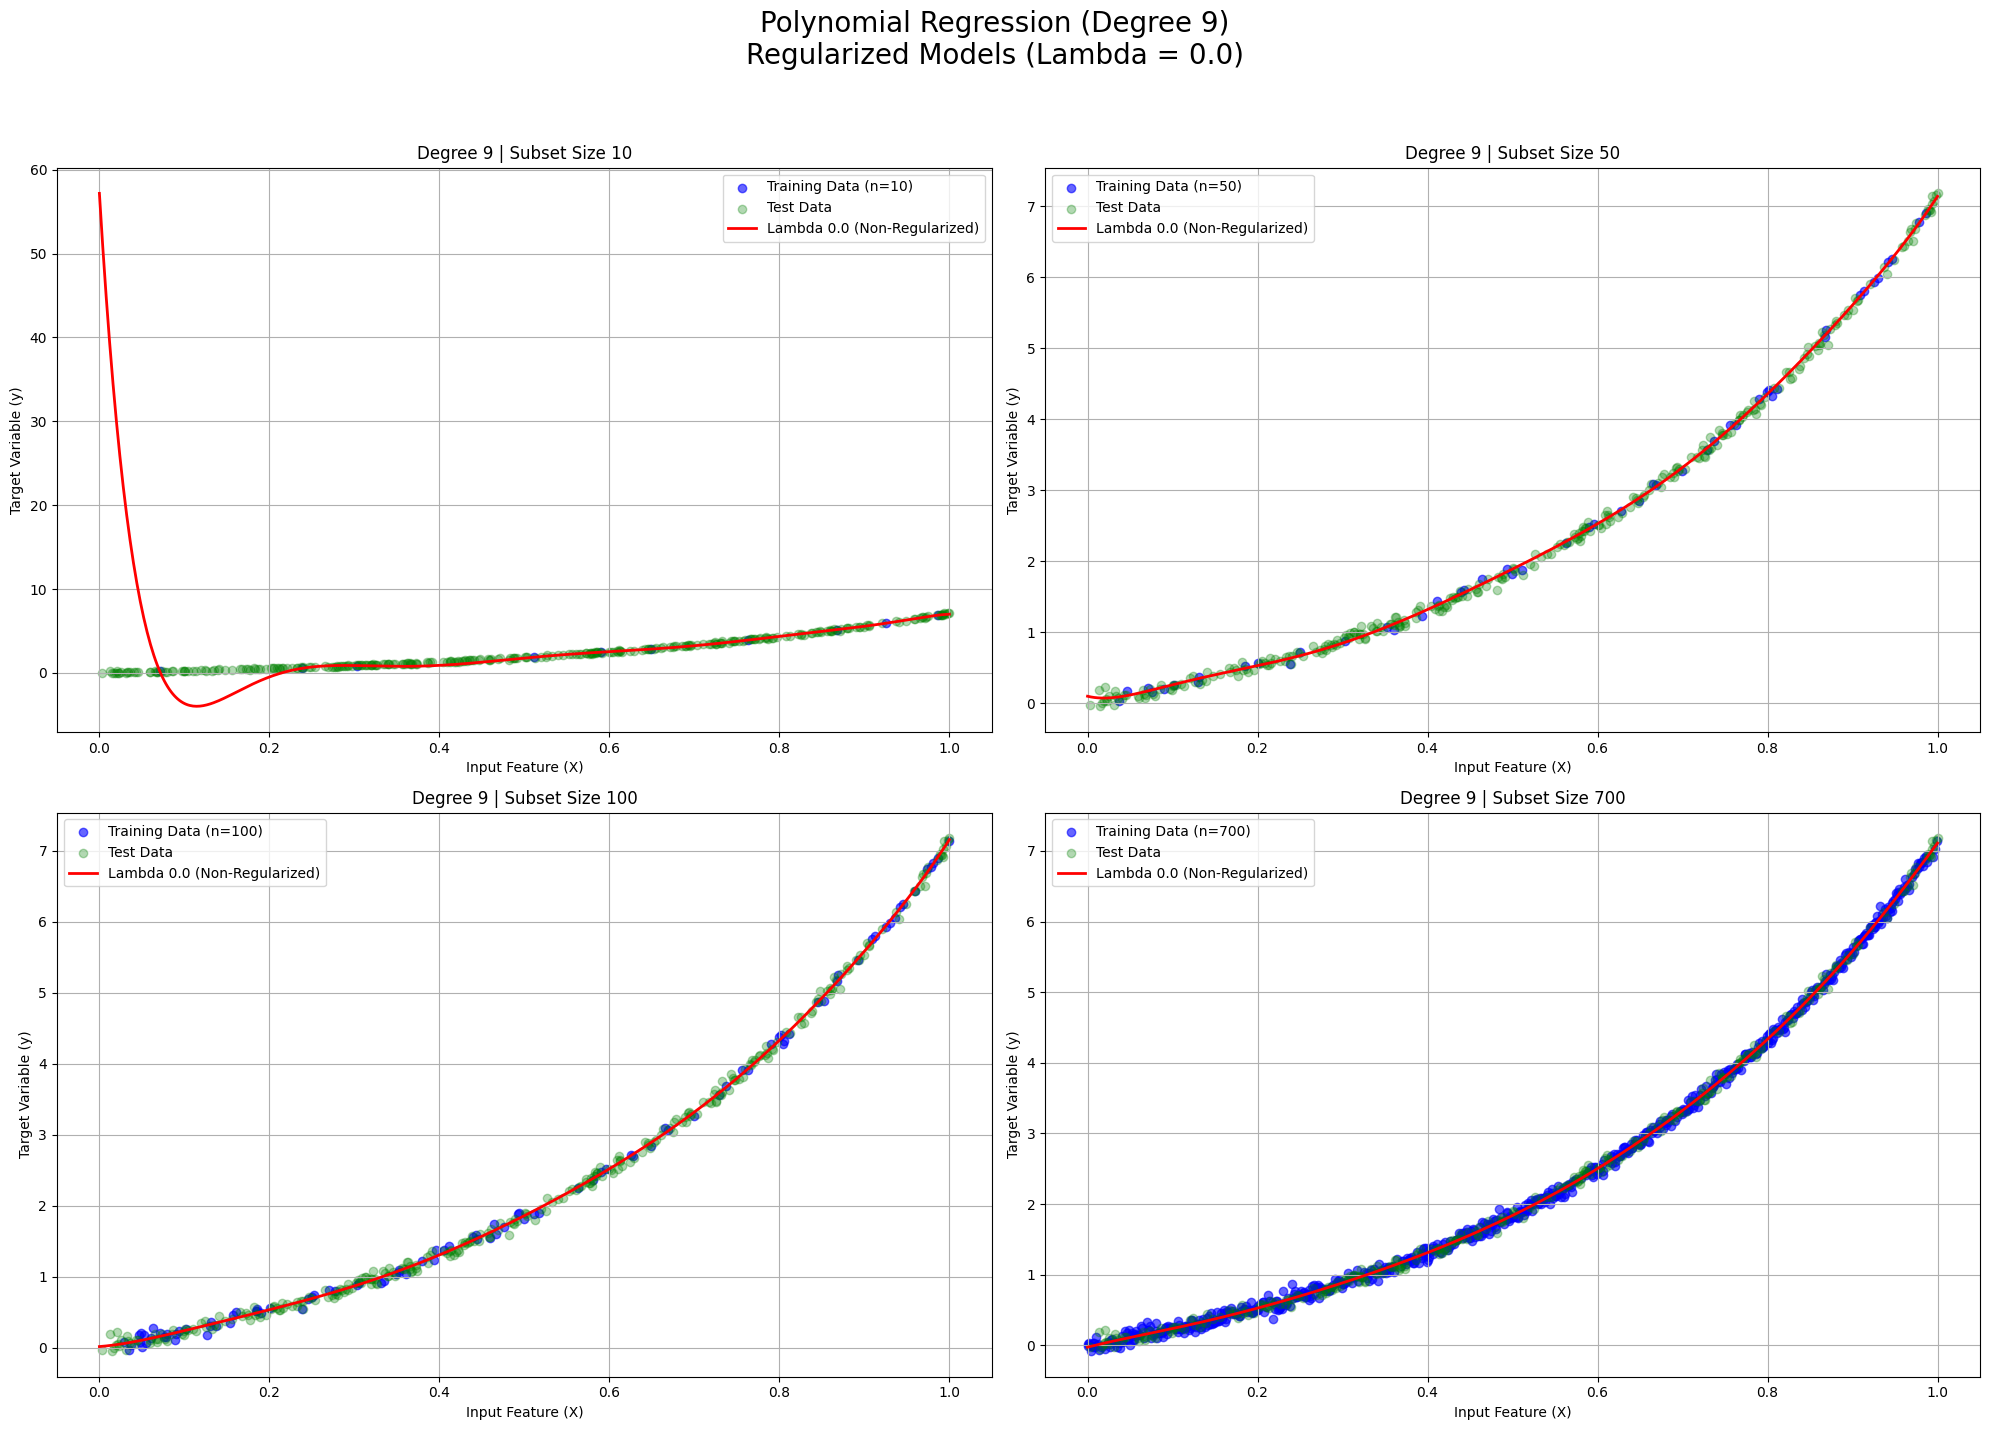 Polynomial Regression (Degree 9)
Regularized Models (Lambda = 0.0)
Degree 9 | Subset Size 10
Training Data (n=10)
Test Data
Lambda 0.0 (Non-Regularized)
Target Variable (y)
60
50
40
30
20
10
0
0.0 0.2 0.4 0.6 0.8 1.0
Input Feature (X)
Degree 9 | Subset Size 50
Training Data (n=50)
Test Data
Lambda 0.0 (Non-Regularized)
Target Variable (y)
7
6
5
4
3
2
1
0
0.0 0.2 0.4 0.6 0.8 1.0
Input Feature (X)
Degree 9 | Subset Size 100
Training Data (n=100)
Test Data
Lambda 0.0 (Non-Regularized)
Target Variable (y)
7
6
5
4
3
2
1
0
0.0 0.2 0.4 0.6 0.8 1.0
Input Feature (X)
Degree 9 | Subset Size 700
Training Data (n=700)
Test Data
Lambda 0.0 (Non-Regularized)
Target Variable (y)
7
6
5
4
3
2
1
0
0.0 0.2 0.4 0.6 0.8 1.0
Input Feature (X)